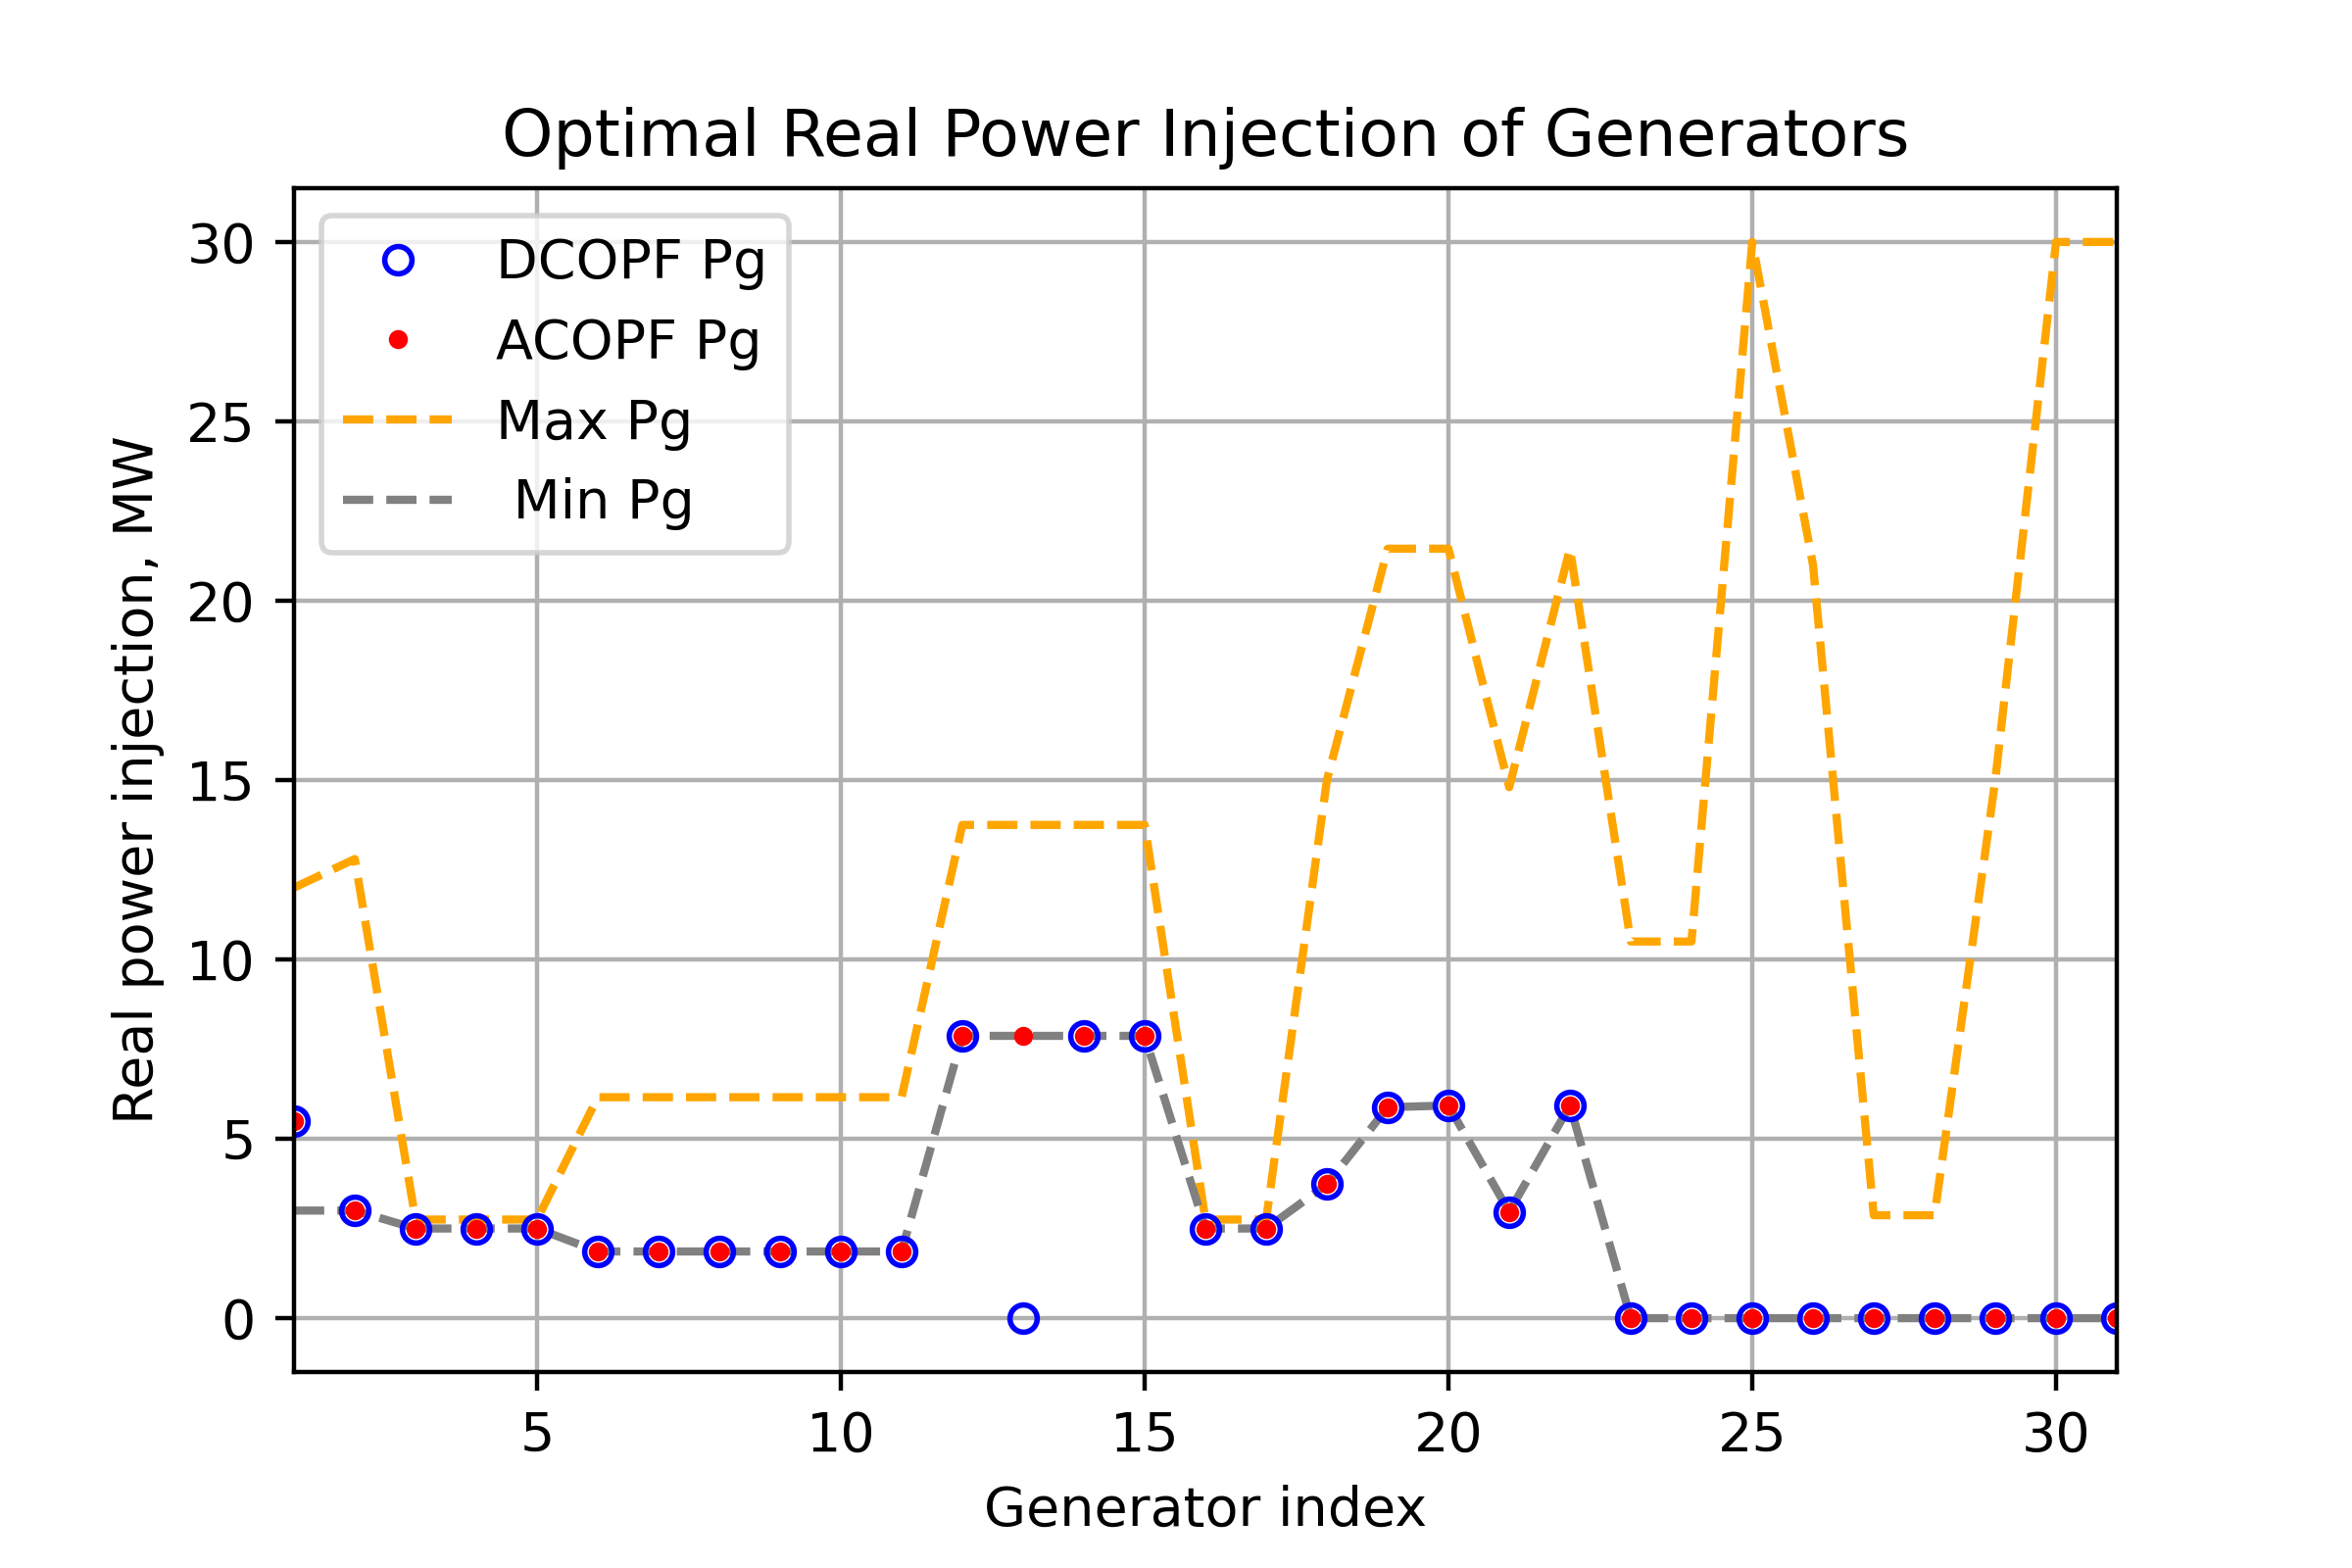 Optimal Real Power Injection of Generators
DCOPF Pg
ACOPF Pg
Max Pg
Min Pg
Real power injection, MW
30
25
20
15
10
5
0
5 10 15 20 25 30
Generator index